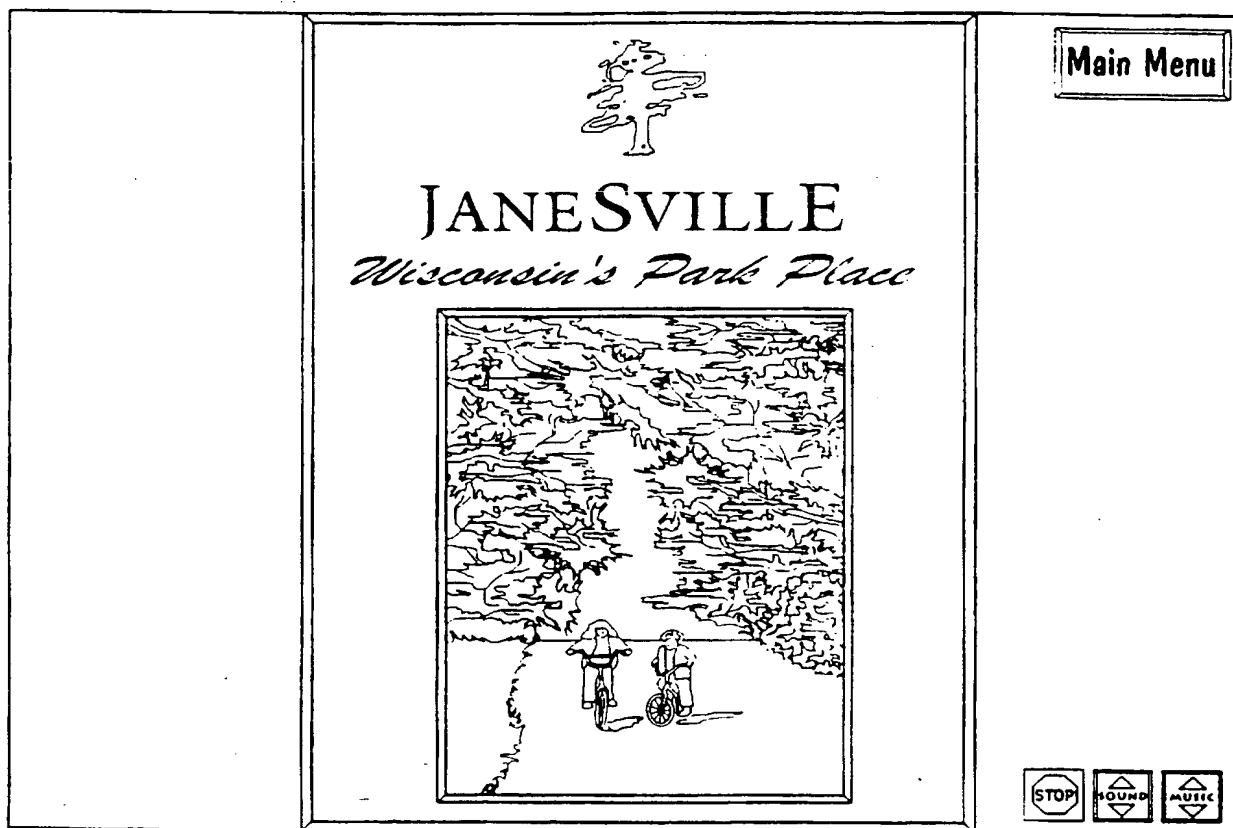 Main Menu
JANESVILLE
Wisconsin's Park Place
STOP
SOUND
MUSIC